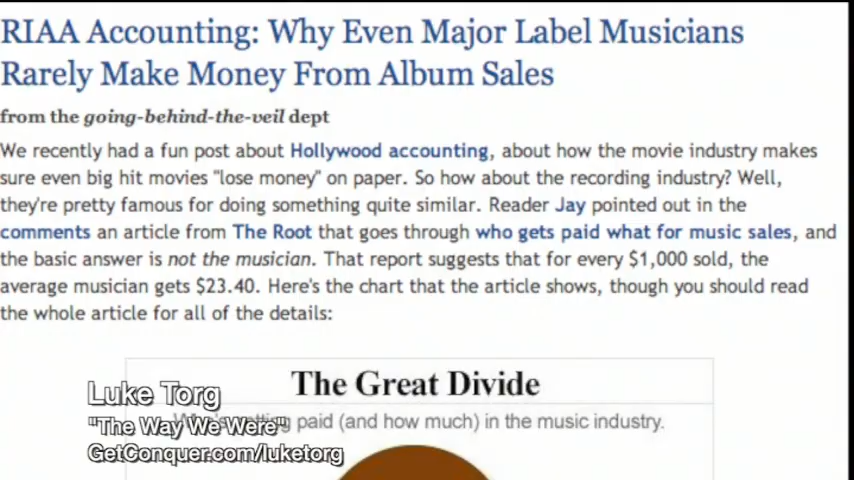 RIAA Accounting: Why Even Major Label Musicians
Rarely Make Money From Album Sales
from the going-behind-the-veil dept
We recently had a fun post about Hollywood accounting, about how the movie industry makes
sure even big hit movies "lose money" on paper. So how about the recording industry? Well,
they're pretty famous for doing something quite similar. Reader Jay pointed out in the
comments an article from The Root that goes through who gets paid what for music sales, and
the basic answer is not the musician. That report suggests that for every $1,000 sold, the
average musician gets $23.40. Here's the chart that the article shows, though you should read
the whole article for all of the details:
The Great Divide
paid (and how much) in the music industry.
Luke Torg
"The Way We Were"
GetConquer.com/luketorg